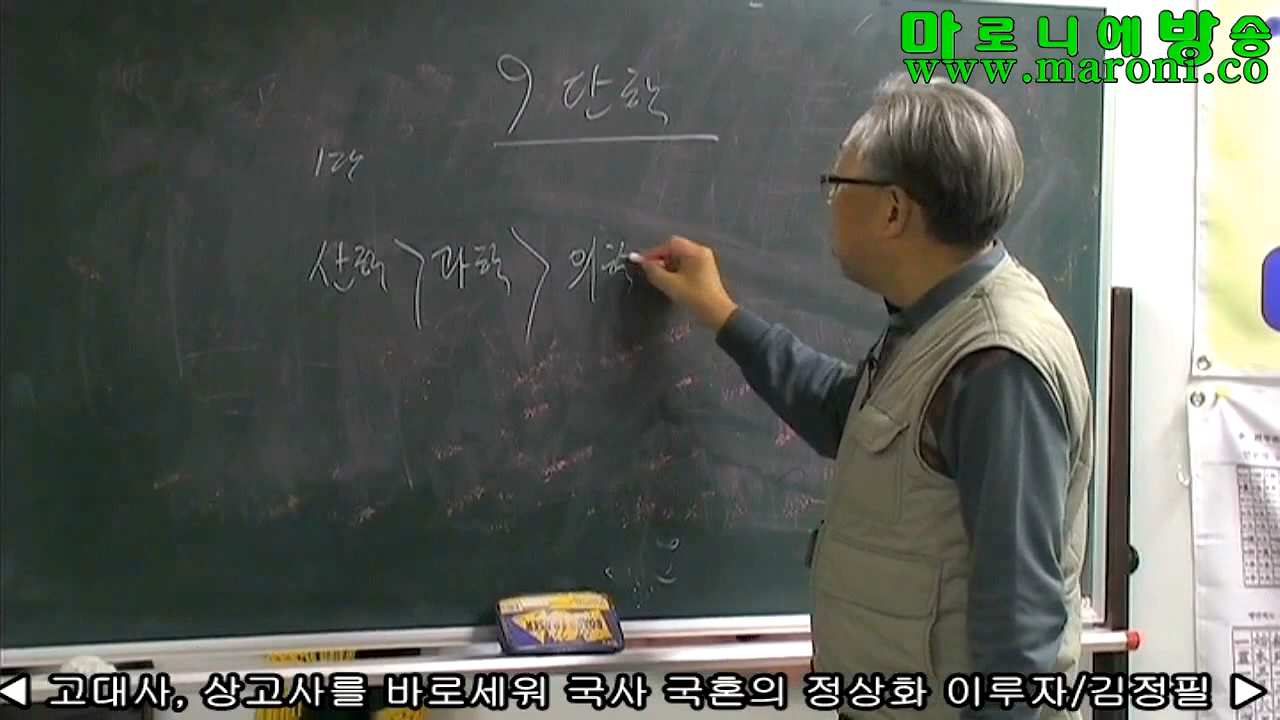 마로니에방송
www.maroni.co
9 단학
1단
산학 > 과학 > 의학
◀ 고대사, 상고사를 바로세워 국사 국혼의 정상화 이루자/김정필 ▶